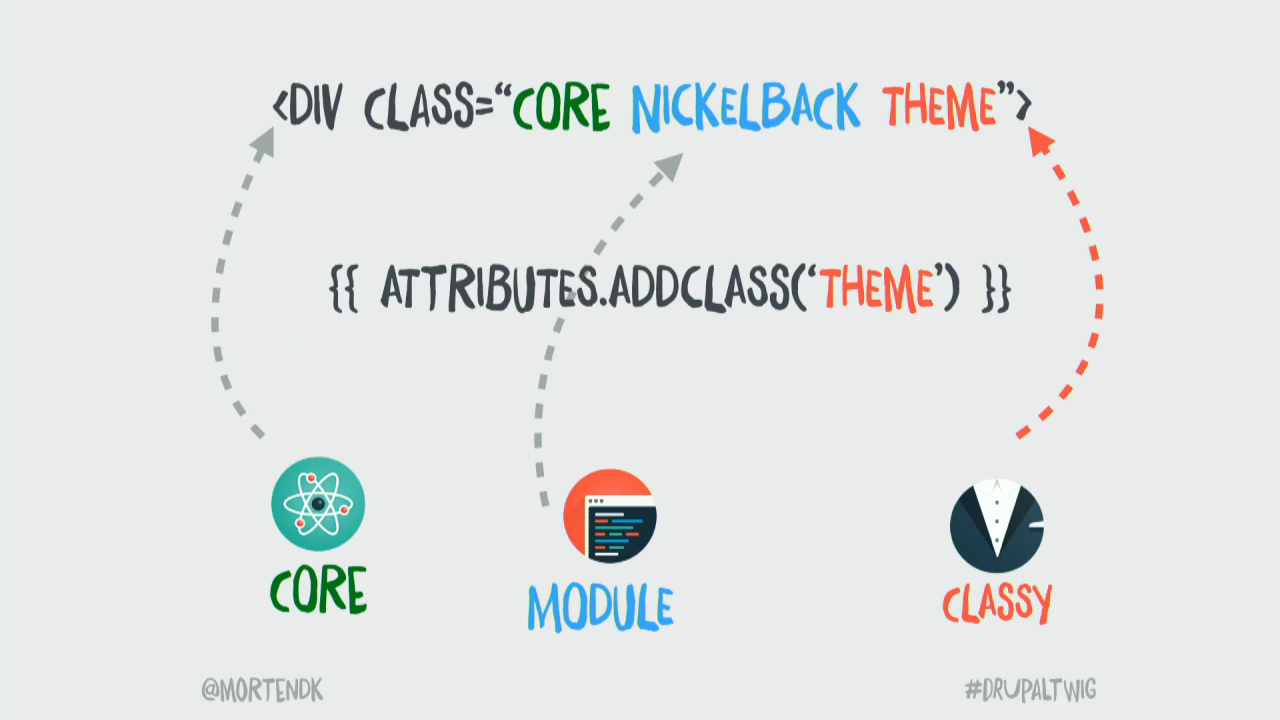 <DIV CLASS="CORE NICKELBACK THEME">
{{ ATTRIBUTES.ADDCLASS('THEME') }}
CORE
MODULE
CLASSY
@MORTENDK
#DRUPALTWIG